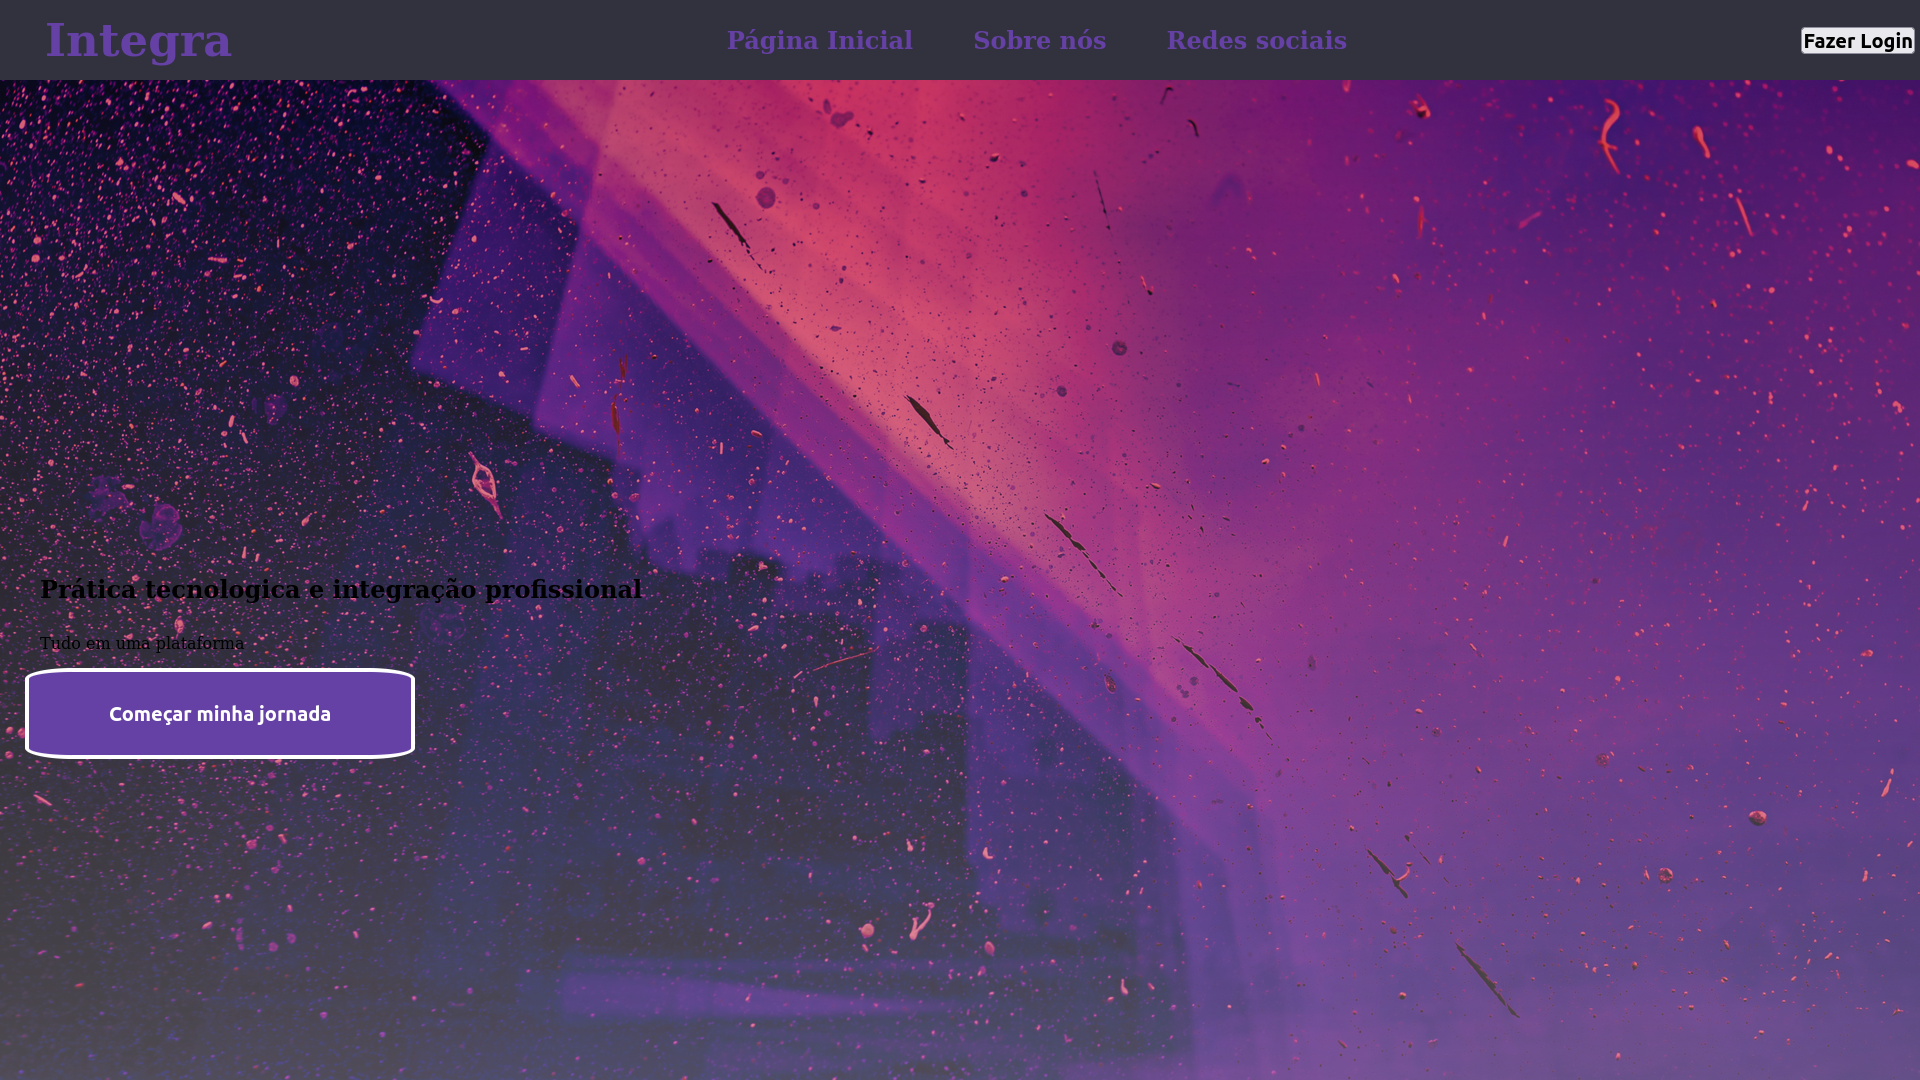 Integra
Página Inicial
Sobre nós
Redes sociais
Fazer Login
Prática tecnologica e integração profissional
Tudo em uma plataforma
Começar minha jornada